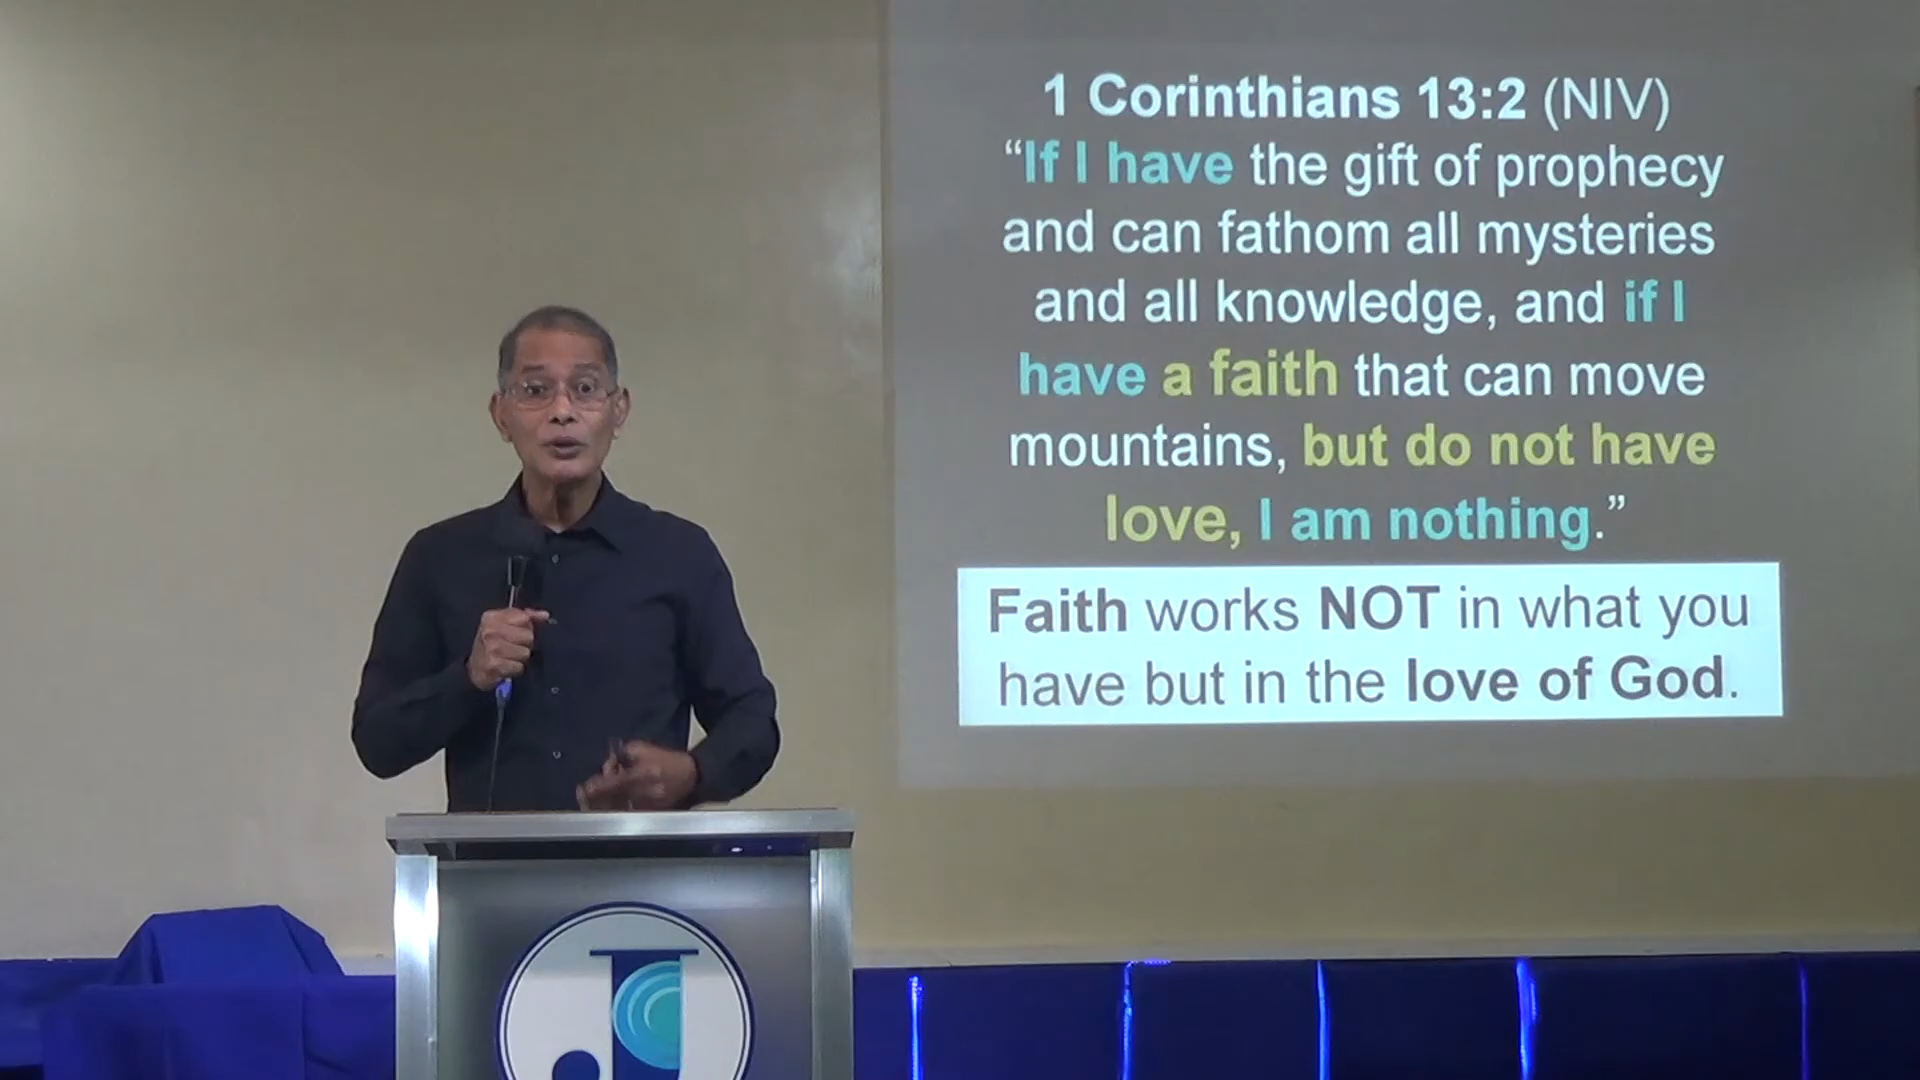 1 Corinthians 13:2 (NIV)
“If I have the gift of prophecy
and can fathom all mysteries
and all knowledge, and if I
have a faith that can move
mountains, but do not have
love, I am nothing.”
Faith works NOT in what you
have but in the love of God.